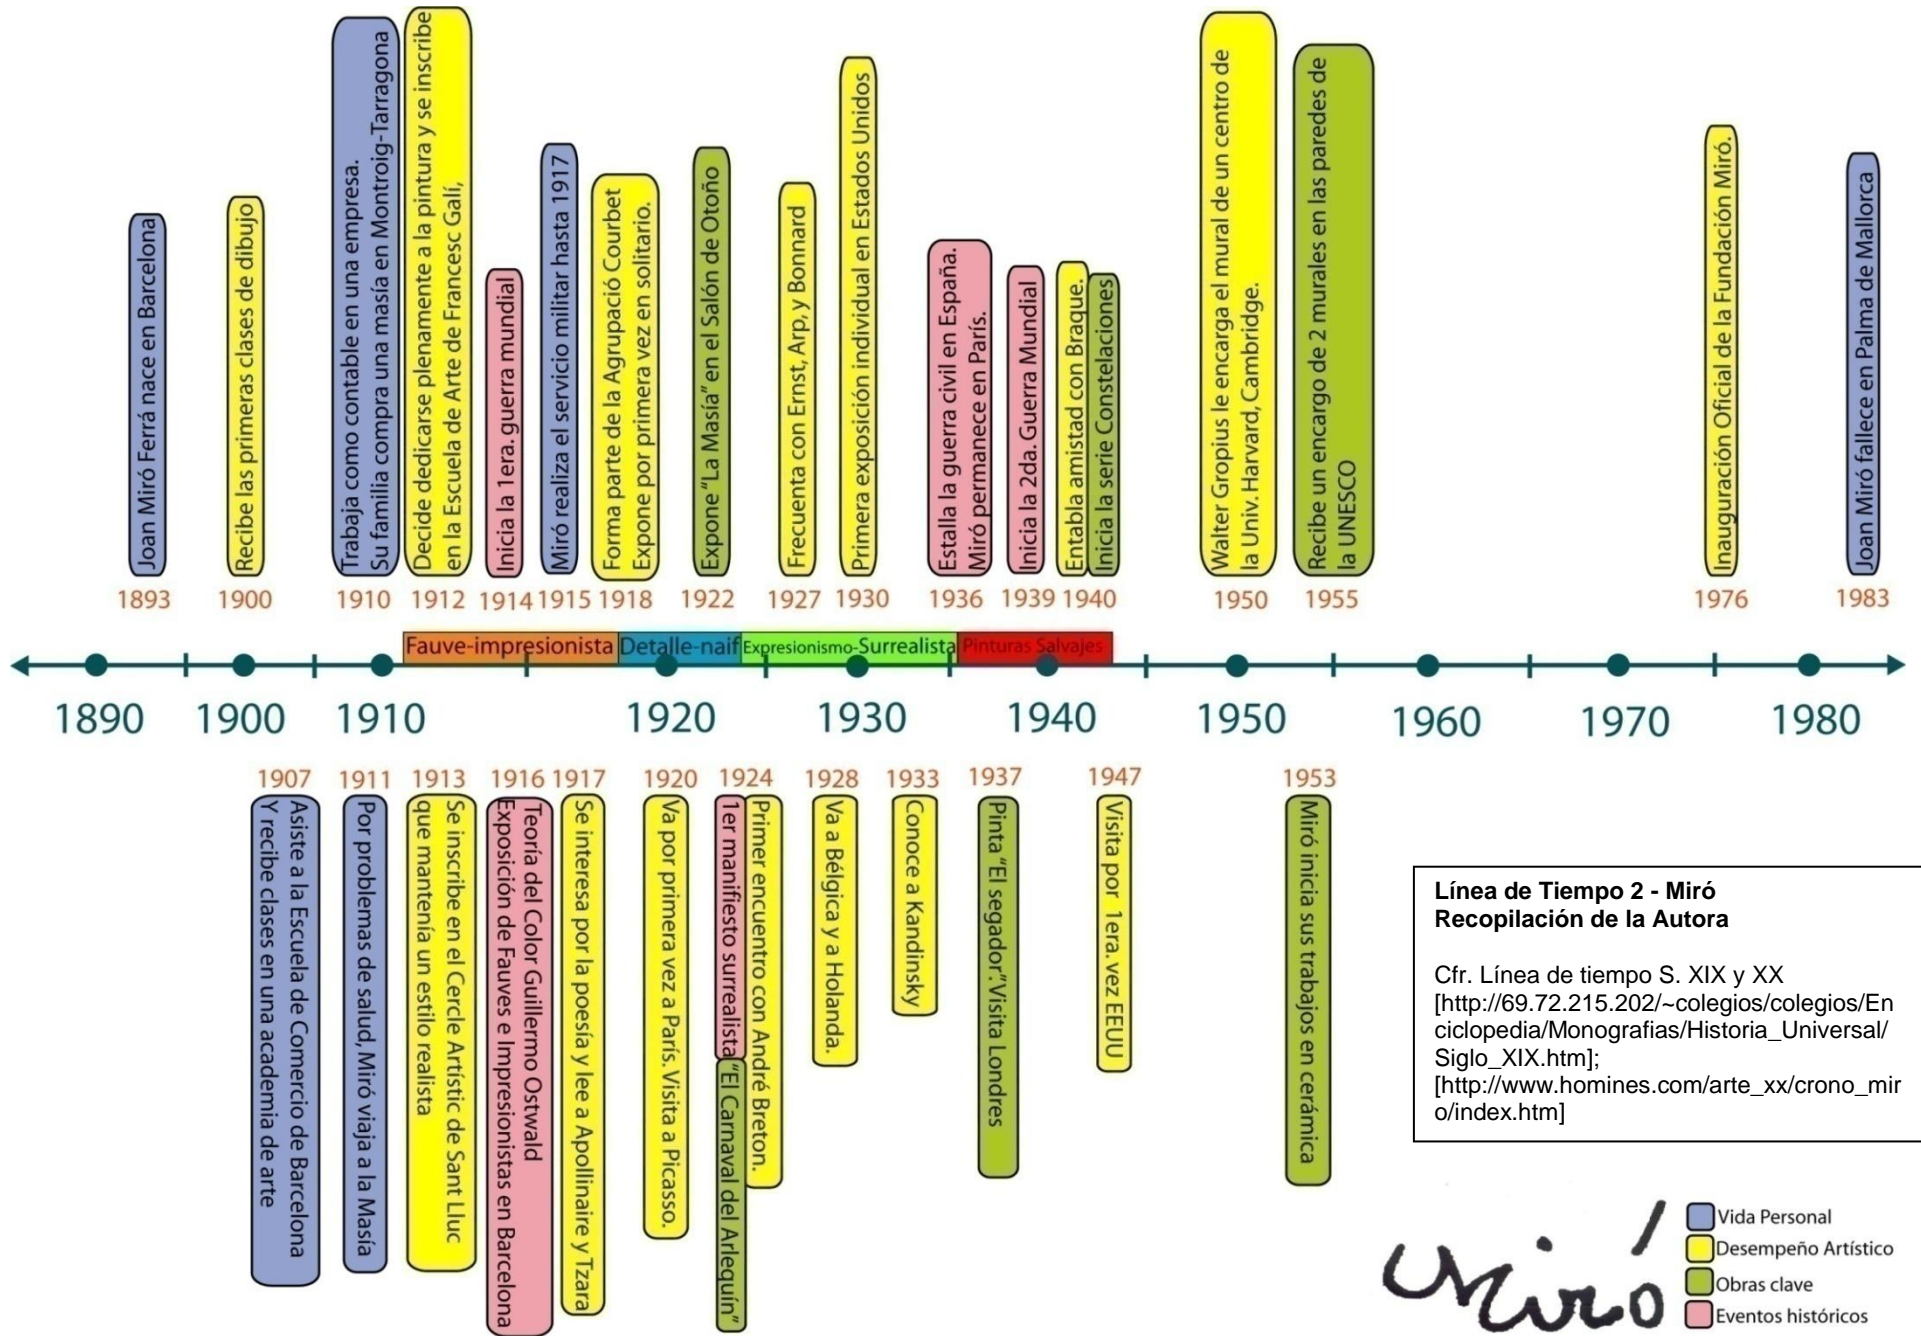 Joan Miró Ferrá nace en Barcelona
1893
Recibe las primeras clases de dibujo
1900
Trabaja como contable en una empresa.
Su familia compra una masía en Montroig-Tarragona
1910
Decide dedicarse plenamente a la pintura y se inscribe
en la Escuela de Arte de Francesc Galí,
1912
Inicia la 1era. guerra mundial
1914
Miró realiza el servicio militar hasta 1917
1915
Forma parte de la Agrupació Courbet
Expone por primera vez en solitario.
1918
Expone "La Masía" en el Salón de Otoño
1922
Frecuenta con Ernst, Arp, y Bonnard
1927
Primera exposición individual en Estados Unidos
1930
Estalla la guerra civil en España.
Miró permanece en París.
1936
Inicia la 2da. Guerra Mundial
1939
Entabla amistad con Braque.
Inicia la serie Constelaciones
1940
Walter Gropius le encarga el mural de un centro de
la Univ. Harvard, Cambridge.
1950
Recibe un encargo de 2 murales en las paredes de
la UNESCO
1955
Inauguración Oficial de la Fundación Miró.
1976
Joan Miró fallece en Palma de Mallorca
1983
Fauve-impresionista
Detalle-naif
Expresionismo-Surrealista
Pinturas Salvajes
1890
1900
1910
1920
1930
1940
1950
1960
1970
1980
1907
Asiste a la Escuela de Comercio de Barcelona
Y recibe clases en una academia de arte
1911
Por problemas de salud, Miró viaja a la Masía
1913
Se inscribe en el Cercle Artístic de Sant Lluc
que mantenía un estilo realista
1916
Teoría del Color Guillermo Ostvald
Exposición de Fauves e Impresionistas en Barcelona
1917
Se interesa por la poesía y lee a Apollinaire y Tzara
1920
Va por primera vez a París. Visita a Picasso.
1924
1er manifiesto surrealista
"El Carnaval del Arlequín"
Primer encuentro con André Breton.
1928
Va a Bélgica y a Holanda.
1933
Conoce a Kandinsky
1937
Pinta "El segador". Visita Londres
1947
Visita por 1era. vez EEUU
1953
Miró inicia sus trabajos en cerámica
Línea de Tiempo 2 - Miró
Recopilación de la Autora
Cfr. Línea de tiempo S. XIX y XX
[http://69.72.215.202/~colegios/colegios/En
ciclopedia/Monografias/Historia_Universal/
Siglo_XIX.htm];
[http://www.homines.com/arte_xx/crono_mir
o/index.htm]
Miró
Vida Personal
Desempeño Artístico
Obras clave
Eventos históricos